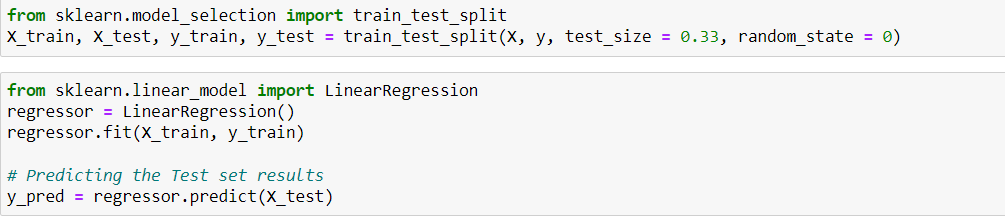 from sklearn.model_selection import train_test_split
X_train, X_test, y_train, y_test = train_test_split(X, y, test_size = 0.33, random_state = 0)
from sklearn.linear_model import LinearRegression
regressor = LinearRegression()
regressor.fit(X_train, y_train)
# Predicting the Test set results
y_pred = regressor.predict(X_test)